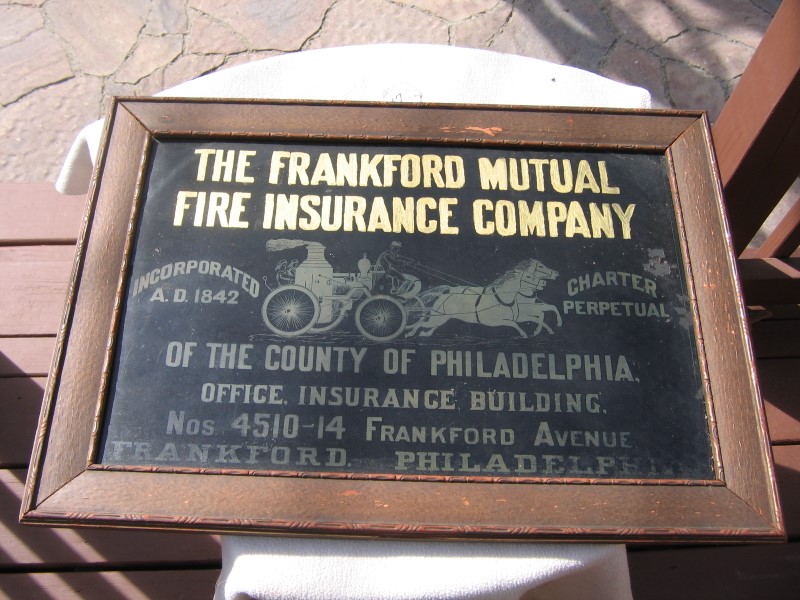 THE FRANKFORD MUTUAL
FIRE INSURANCE COMPANY
INCORPORATED
A.D. 1842
CHARTER
PERPETUAL
OF THE COUNTY OF PHILADELPHIA.
OFFICE. INSURANCE BUILDING.
Nos 4510-14 FRANKFORD AVENUE
FRANKFORD. PHILADELPHIA